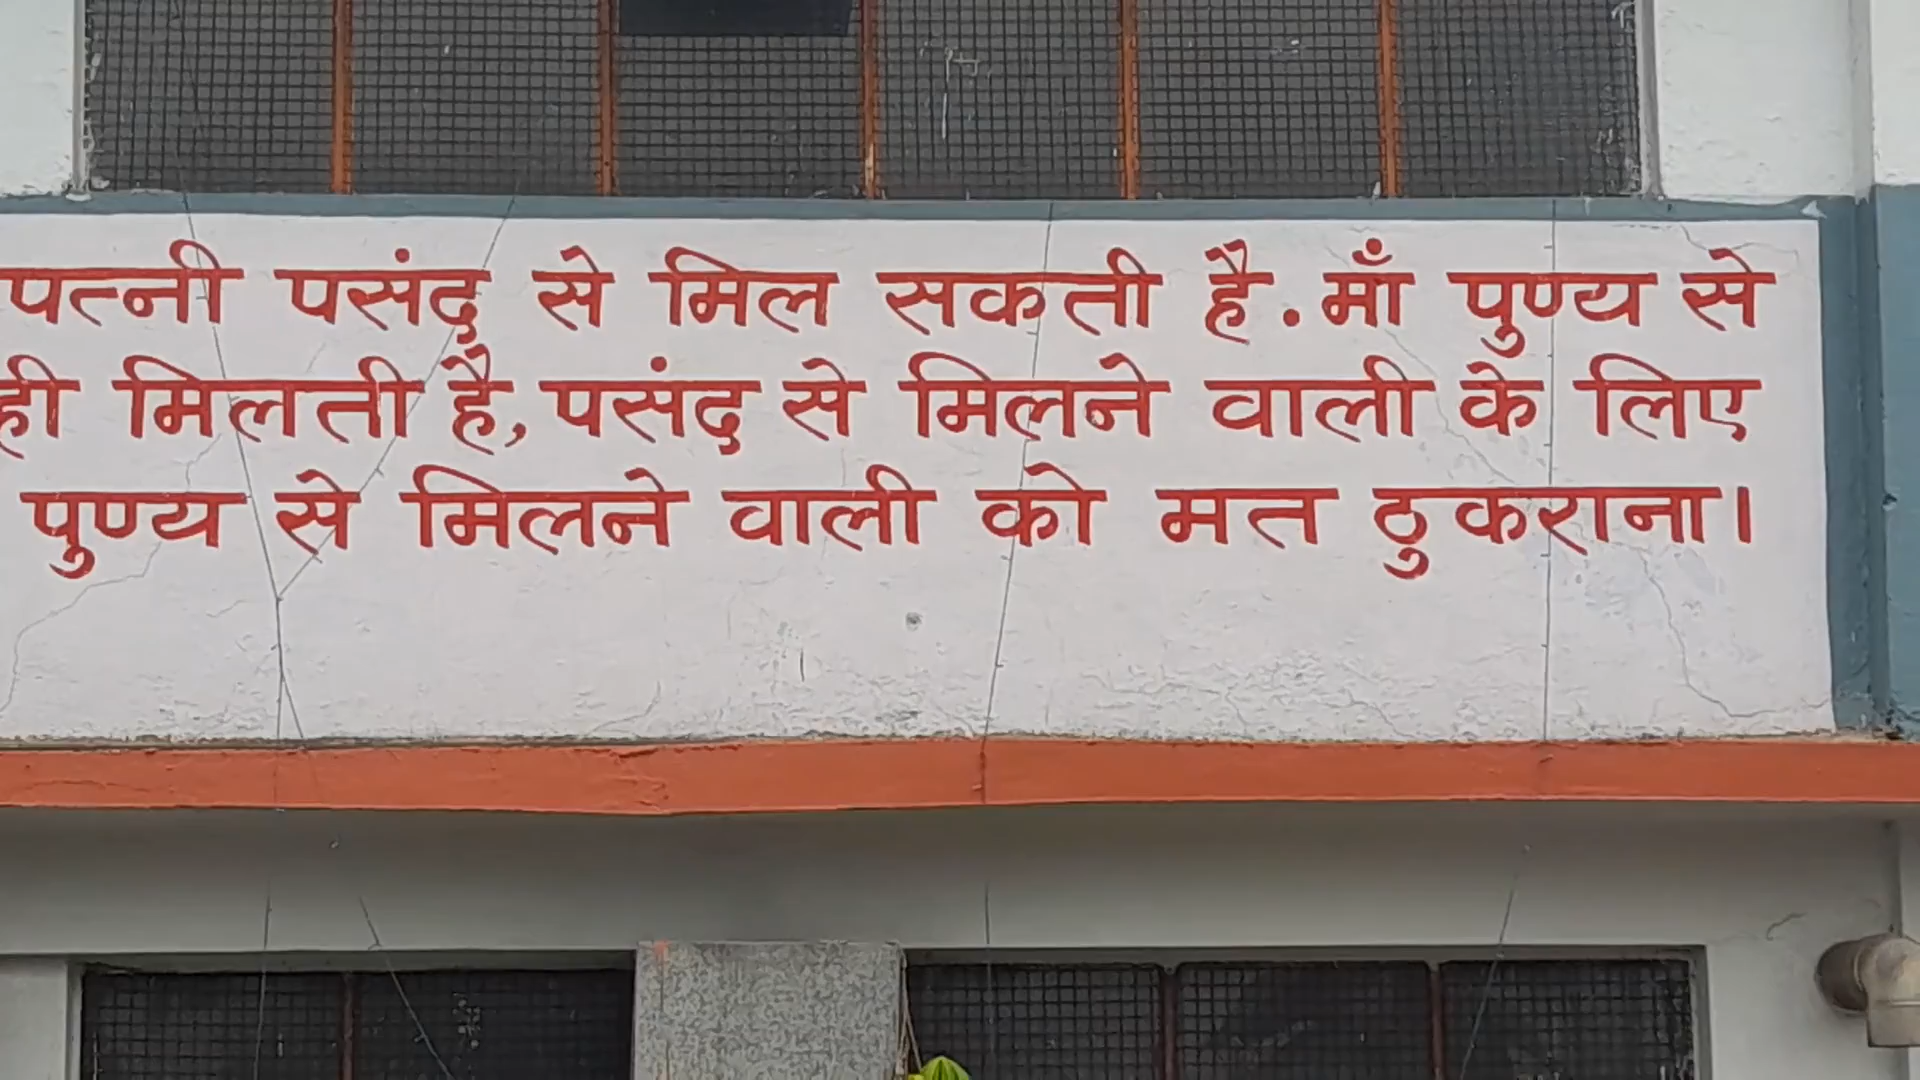 पत्नी पसंद से मिल सकती है. माँ पुण्य से
ही मिलती है, पसंद से मिलने वाली के लिए
पुण्य से मिलने वाली को मत ठुकराना।